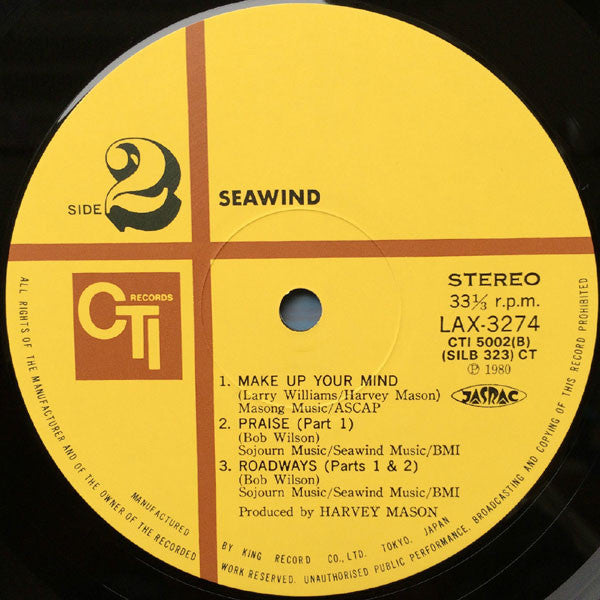 SIDE 2
SEAWIND
CTI RECORDS
STEREO
33⅓ r.p.m.
LAX-3274
CTI 5002(B)
(SILB 323) CT
Ⓟ 1980
JASRAC
1. MAKE UP YOUR MIND
(Larry Williams/Harvey Mason)
Masong Music/ASCAP
2. PRAISE (Part 1)
(Bob Wilson)
Sojourn Music/Seawind Music/BMI
3. ROADWAYS (Parts 1 & 2)
(Bob Wilson)
Sojourn Music/Seawind Music/BMI
Produced by HARVEY MASON
MANUFACTURED BY KING RECORD CO., LTD. TOKYO, JAPAN
ALL RIGHTS OF THE MANUFACTURER AND OF THE OWNER OF THE RECORDED WORK RESERVED. UNAUTHORISED PUBLIC PERFORMANCE, BROADCASTING AND COPYING OF THIS RECORD PROHIBITED